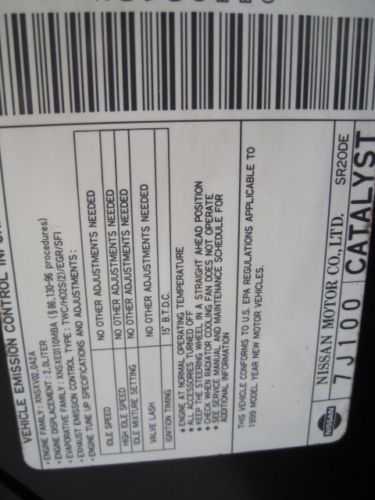 VEHICLE EMISSION CONTROL
• ENGINE FAMILY : XNSXV02.0A2A
• ENGINE DISPLACEMENT : 2.0LITER
• EVAPORATIVE FAMILY : XNSXE0110MBA (§86.130-96 procedures)
• EXHAUST EMISSION CONTROL TYPE : TWC/HO2S(2)/EGR/SFI
• ENGINE TUNE UP SPECIFICATIONS AND ADJUSTMENTS :
IDLE SPEED NO OTHER ADJUSTMENTS NEEDED
HIGH IDLE SPEED NO OTHER ADJUSTMENTS NEEDED
IDLE MIXTURE SETTING NO OTHER ADJUSTMENTS NEEDED
VALVE LASH NO OTHER ADJUSTMENTS NEEDED
IGNITION TIMING 15° B.T.D.C.
* ENGINE AT NORMAL OPERATING TEMPERATURE
* ALL ACCESSORIES TURNED OFF
* KEEP THE STEERING WHEEL IN A STRAIGHT AHEAD POSITION
* CHECK WHEN RADIATOR COOLING FAN DOES NOT OPERATE
* SEE SERVICE MANUAL AND MAINTENANCE SCHEDULE FOR
ADDITIONAL INFORMATION
THIS VEHICLE CONFORMS TO U.S. EPA REGULATIONS APPLICABLE TO
1999 MODEL YEAR NEW MOTOR VEHICLES.
NISSAN NISSAN MOTOR CO.,LTD. SR20DE
7J100 CATALYST